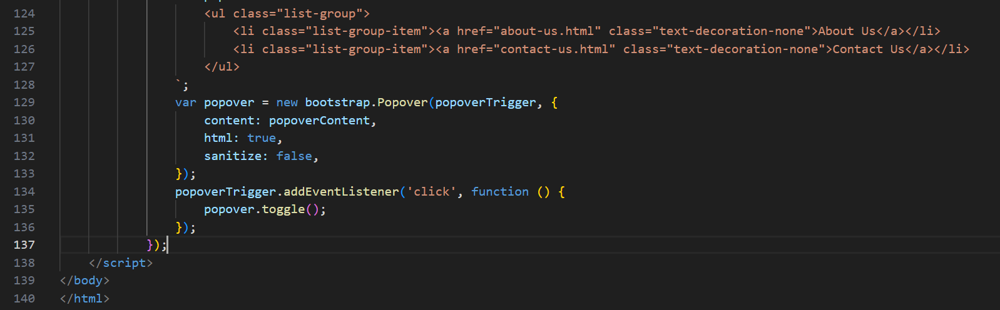 124 <ul class="list-group">
125 <li class="list-group-item"><a href="about-us.html" class="text-decoration-none">About Us</a></li>
126 <li class="list-group-item"><a href="contact-us.html" class="text-decoration-none">Contact Us</a></li>
127 </ul>
128 `;
129 var popover = new bootstrap.Popover(popoverTrigger, {
130 content: popoverContent,
131 html: true,
132 sanitize: false,
133 });
134 popoverTrigger.addEventListener('click', function () {
135 popover.toggle();
136 });
137 });
138 </script>
139 </body>
140 </html>